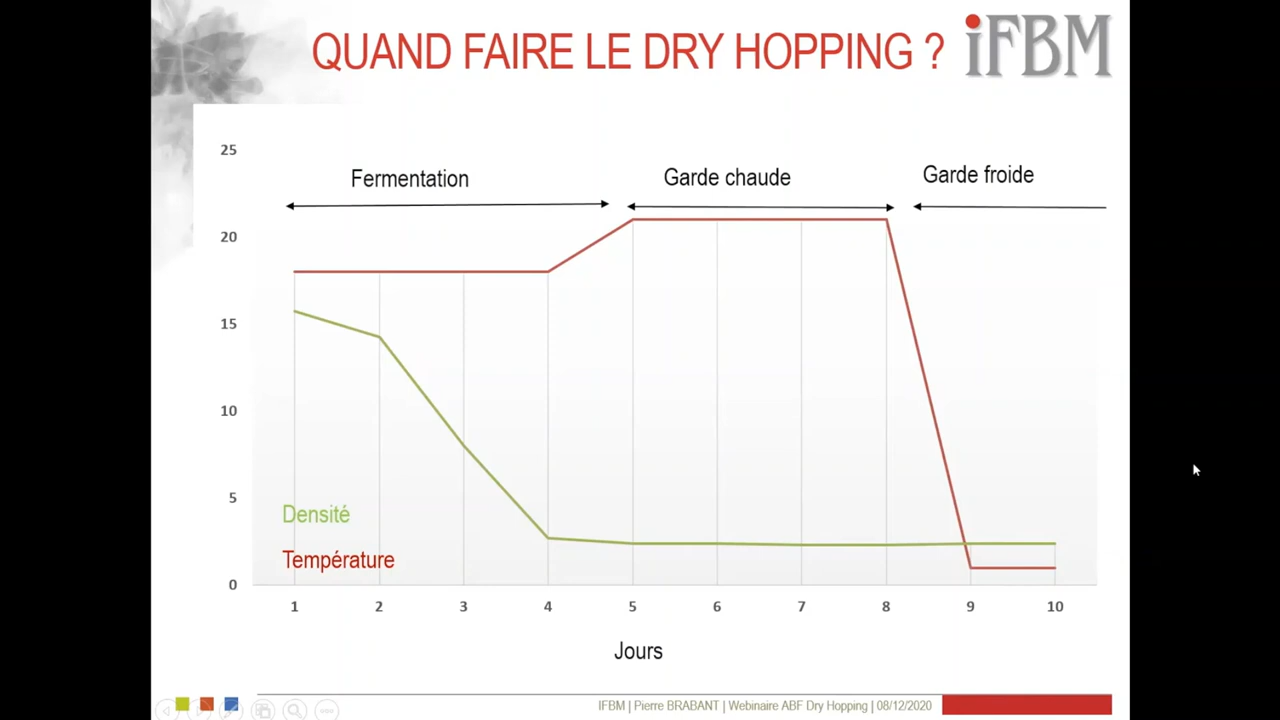 QUAND FAIRE LE DRY HOPPING ?
iFBM
25
Fermentation
Garde chaude
Garde froide
20
15
10
5
Densité
Température
0
1 2 3 4 5 6 7 8 9 10
Jours
IFBM | Pierre BRABANT | Webinaire ABF Dry Hopping | 08/12/2020